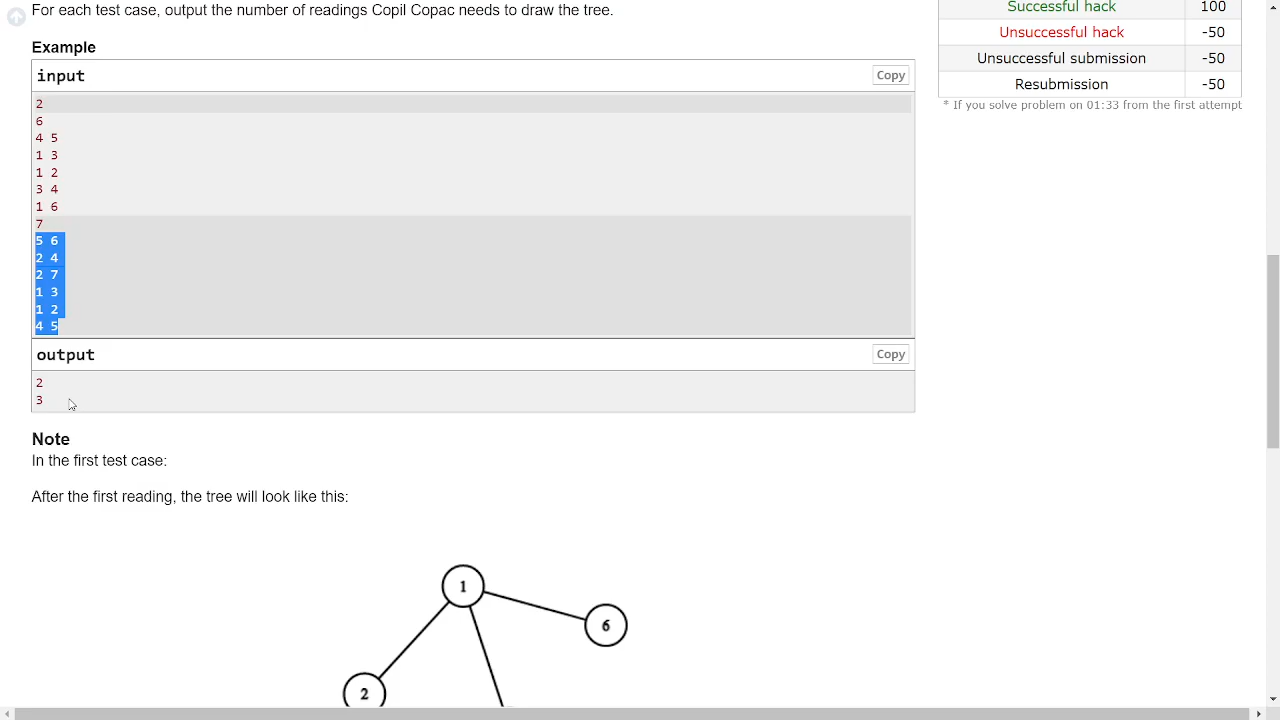 For each test case, output the number of readings Copil Copac needs to draw the tree.
Example
input
Copy
2
6
4 5
1 3
1 2
3 4
1 6
7
5 6
2 4
2 7
1 3
1 2
4 5
output
Copy
2
3
Note
In the first test case:
After the first reading, the tree will look like this:
1
6
2
Successful hack 100
Unsuccessful hack -50
Unsuccessful submission -50
Resubmission -50
* If you solve problem on 01:33 from the first attempt